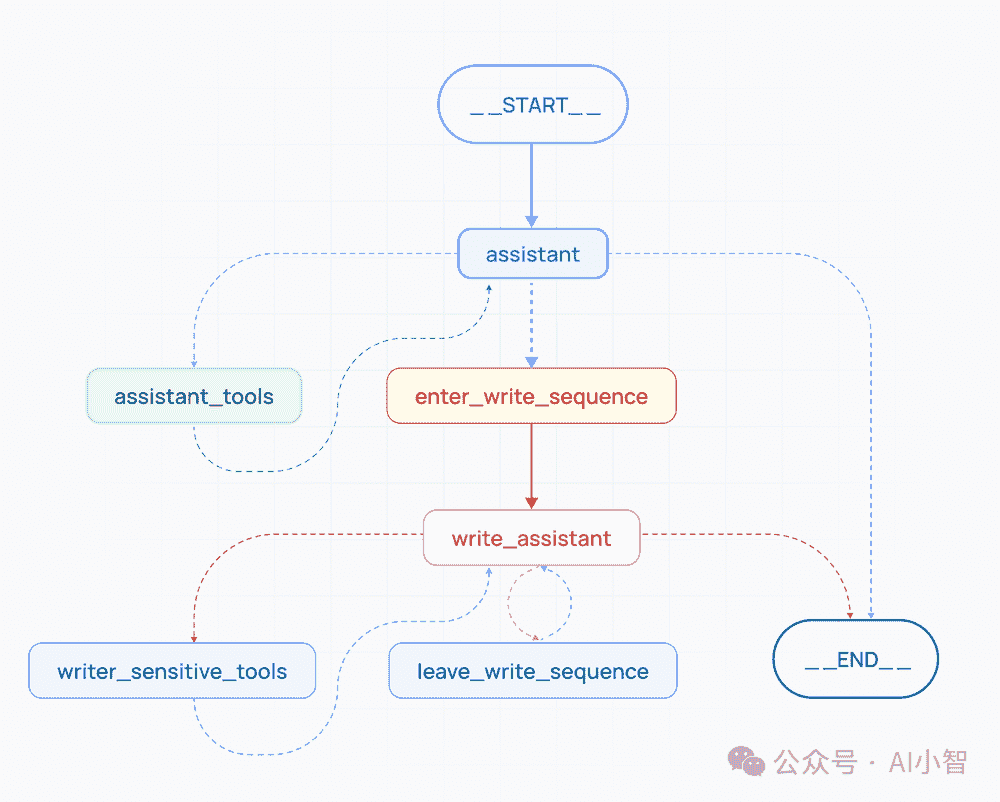 __START__
assistant
assistant_tools
enter_write_sequence
write_assistant
writer_sensitive_tools
leave_write_sequence
__END__
公众号 · AI小智